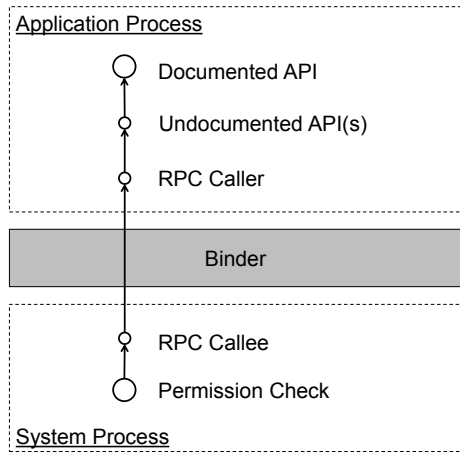 Application Process
Documented API
Undocumented API(s)
RPC Caller
Binder
RPC Callee
Permission Check
System Process